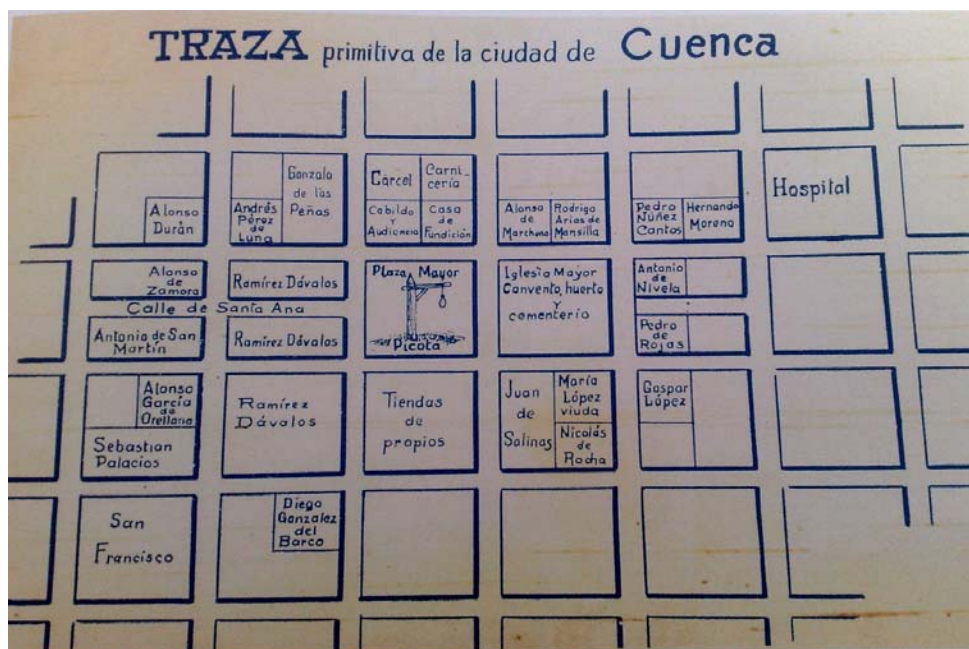 TRAZA primitiva de la ciudad de Cuenca
Alonso
Durán
Andrés
Pérez
de
Luna
Gonzalo
de las
Peñas
Cárcel
Carni_
cería
Cabildo
y
Audiencia
Casa
de
Fundición
Alonso
de
Marchena
Rodrigo
Arias de
Mansilla
Pedro
Núñez
Cantos
Hernando
Moreno
Hospital
Alonso
de
Zamora
Ramírez Dávalos
Calle de Santa Ana
Antonio de San
Martín
Ramírez Dávalos
Plaza Mayor
Picota
Iglesia Mayor
Convento, huerto
y
cementerio
Antonio
de
Nivela
Pedro
de
Rojas
Alonso
García
de
Orellana
Sebastian
Palacios
Ramírez
Dávalos
Tiendas
de
propios
Juan
de
Salinas
María
López
viuda
Nicolás
de
Rocha
Gaspar
López
San
Francisco
Diego
Gonzalez
del
Barco